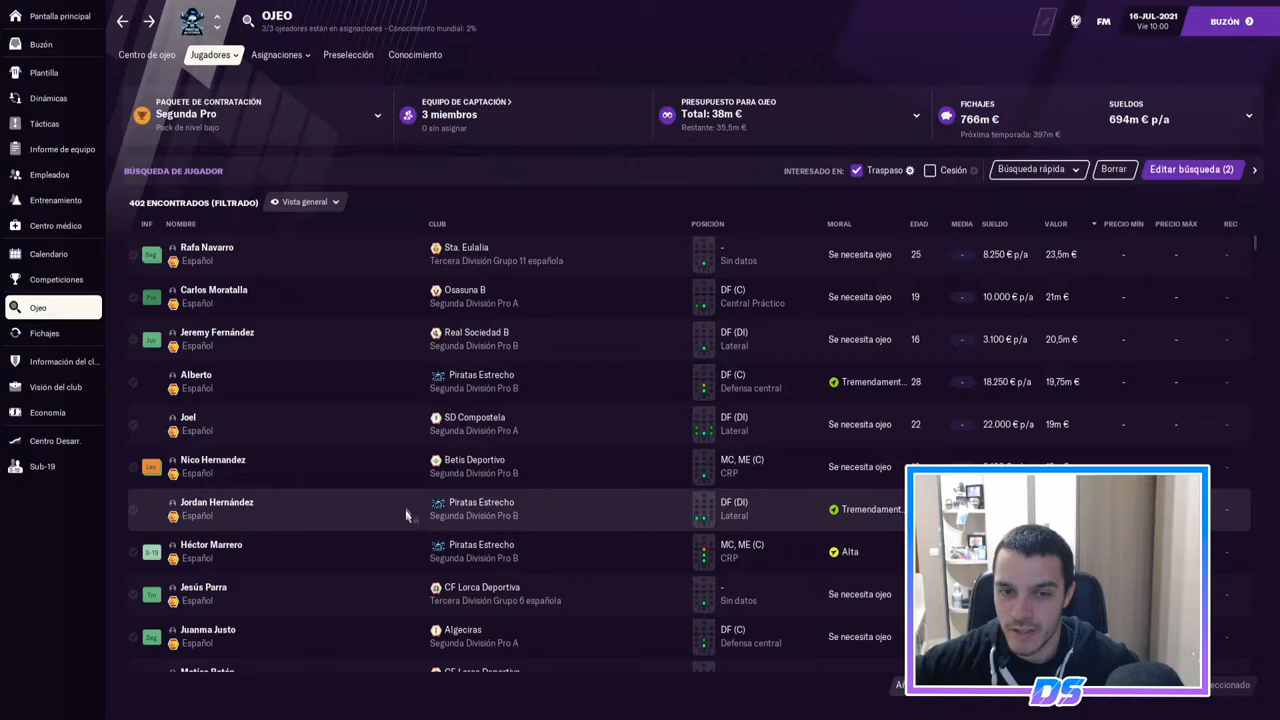 Pantalla principal
Buzón
Plantilla
Dinámicas
Tácticas
Informe de equipo
Empleados
Entrenamiento
Centro médico
Calendario
Competiciones
Ojeo
Fichajes
Información del cl...
Visión del club
Economía
Centro Desarr.
Sub-19
OJEO
3/3 ojeadores están en asignaciones · Conocimiento mundial: 2%
FM
16-JUL-2021
Vie 10:00
BUZÓN
Centro de ojeo Jugadores Asignaciones Preselección Conocimiento
PAQUETE DE CONTRATACIÓN
Segunda Pro
Pack de nivel bajo
EQUIPO DE CAPTACIÓN >
3 miembros
0 sin asignar
PRESUPUESTO PARA OJEO
Total: 38m €
Restante: 35,5m €
FICHAJES
766m €
Próxima temporada: 397m €
SUELDOS
694m € p/a
BÚSQUEDA DE JUGADOR
INTERESADO EN: Traspaso Cesión Búsqueda rápida Borrar Editar búsqueda (2)
402 ENCONTRADOS (FILTRADO) Vista general
INF NOMBRE CLUB POSICIÓN MORAL EDAD MEDIA SUELDO VALOR PRECIO MÍN PRECIO MÁX REC
Seg Rafa Navarro Sta. Eulalia - Se necesita ojeo 25 - 8.250 € p/a 23,5m € - - -
Español Tercera División Grupo 11 española Sin datos
Carlos Moratalla Osasuna B DF (C) Se necesita ojeo 19 - 10.000 € p/a 21m € - - -
Español Segunda División Pro A Central Práctico
Juv Jeremy Fernández Real Sociedad B DF (DI) Se necesita ojeo 16 - 3.100 € p/a 20,5m € - - -
Español Segunda División Pro B Lateral
Alberto Piratas Estrecho DF (C) Tremendament... 28 - 18.250 € p/a 19,75m € - - -
Español Segunda División Pro B Defensa central
Joel SD Compostela DF (DI) Se necesita ojeo 22 - 22.000 € p/a 19m € - - -
Español Segunda División Pro A Lateral
Les Nico Hernandez Betis Deportivo MC, ME (C) Se necesita ojeo
Español Segunda División Pro B CRP
Jordan Hernández Piratas Estrecho DF (DI) Tremendament... -
Español Segunda División Pro B Lateral
S-19 Héctor Marrero Piratas Estrecho MC, ME (C) Alta -
Español Segunda División Pro B CRP
Tm Jesús Parra CF Lorca Deportiva - Se necesita ojeo -
Español Tercera División Grupo 6 española Sin datos
Seg Juanma Justo Algeciras DF (C) Se necesita ojeo -
Español Segunda División Pro A Defensa central
CF Lorca Deportiva
DS